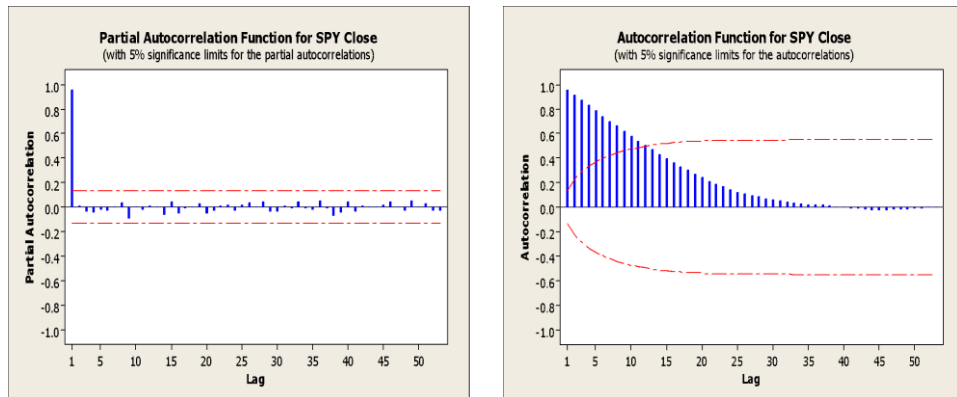 Partial Autocorrelation Function for SPY Close
(with 5% significance limits for the partial autocorrelations)
1.0
0.8
0.6
0.4
0.2
0.0
-0.2
-0.4
-0.6
-0.8
-1.0
Partial Autocorrelation
1 5 10 15 20 25 30 35 40 45 50
Lag
Autocorrelation Function for SPY Close
(with 5% significance limits for the autocorrelations)
1.0
0.8
0.6
0.4
0.2
0.0
-0.2
-0.4
-0.6
-0.8
-1.0
Autocorrelation
1 5 10 15 20 25 30 35 40 45 50
Lag